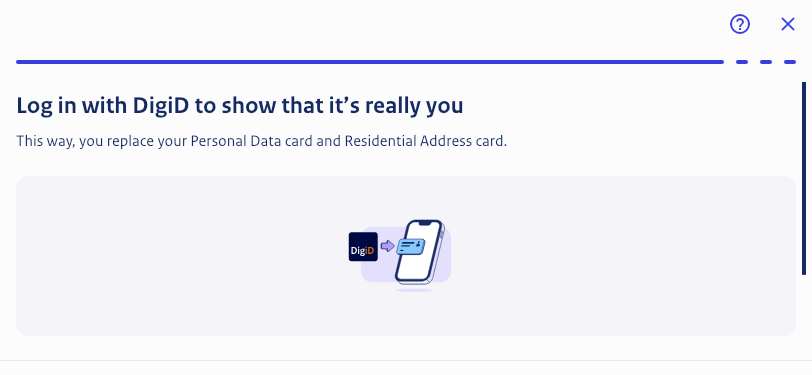 Log in with DigiD to show that it’s really you
This way, you replace your Personal Data card and Residential Address card.
DigiD